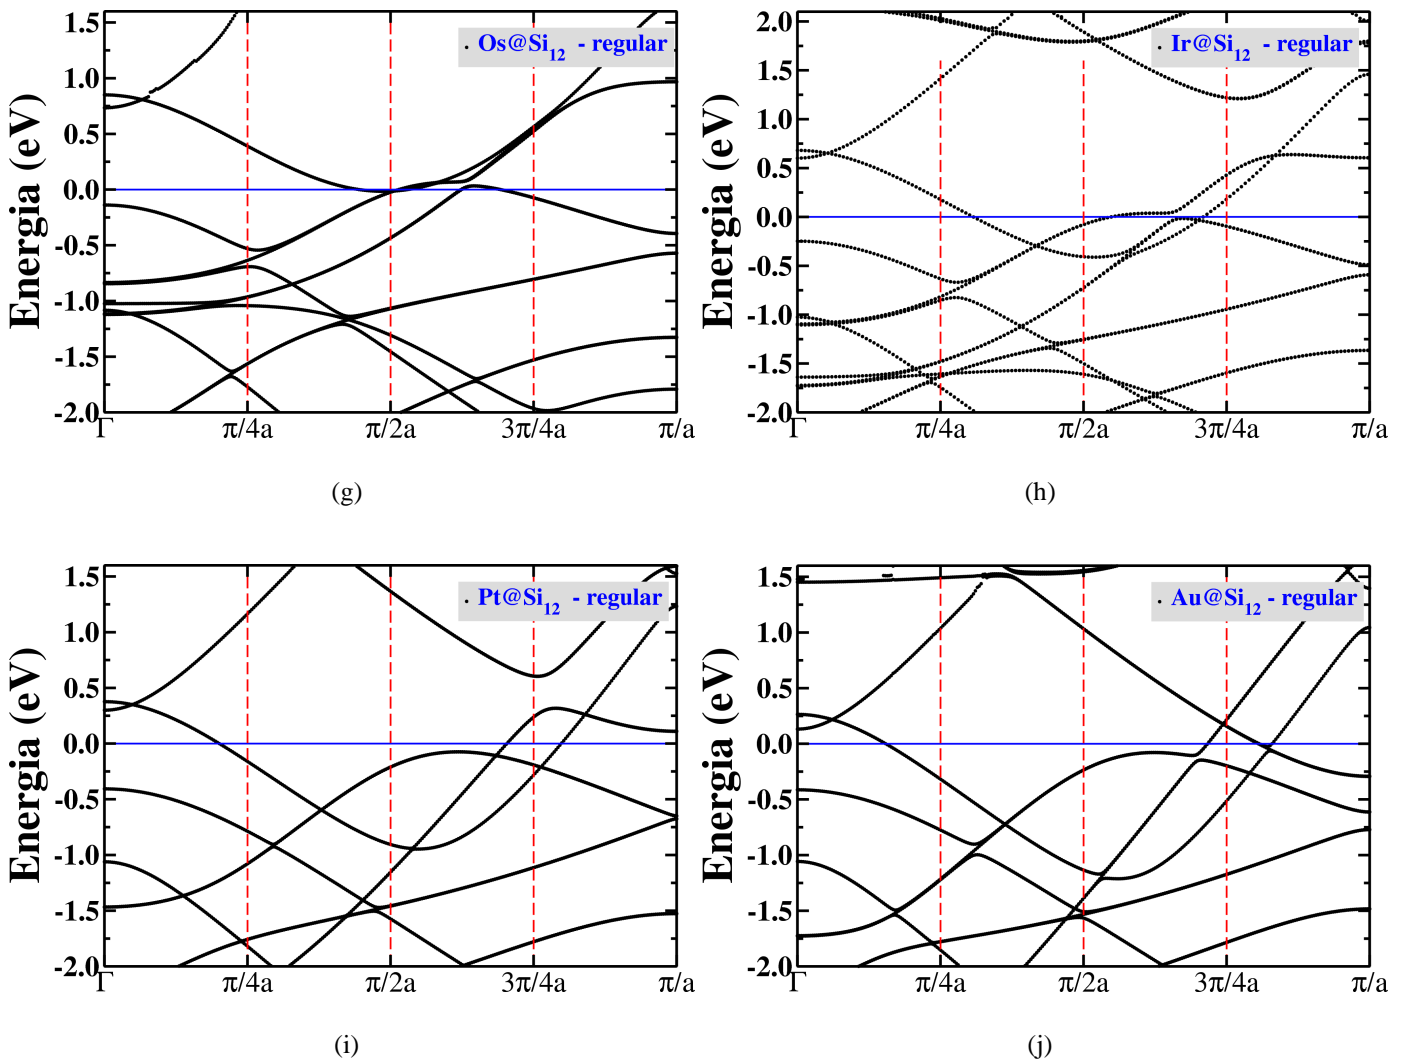 Os@Si12 - regular
Energia (eV)
1.5
1.0
0.5
0.0
-0.5
-1.0
-1.5
-2.0
Γ π/4a π/2a 3π/4a π/a
(g)
Ir@Si12 - regular
Energia (eV)
2.0
1.5
1.0
0.5
0.0
-0.5
-1.0
-1.5
-2.0
Γ π/4a π/2a 3π/4a π/a
(h)
Pt@Si12 - regular
Energia (eV)
1.5
1.0
0.5
0.0
-0.5
-1.0
-1.5
-2.0
Γ π/4a π/2a 3π/4a π/a
(i)
Au@Si12 - regular
Energia (eV)
1.5
1.0
0.5
0.0
-0.5
-1.0
-1.5
-2.0
Γ π/4a π/2a 3π/4a π/a
(j)